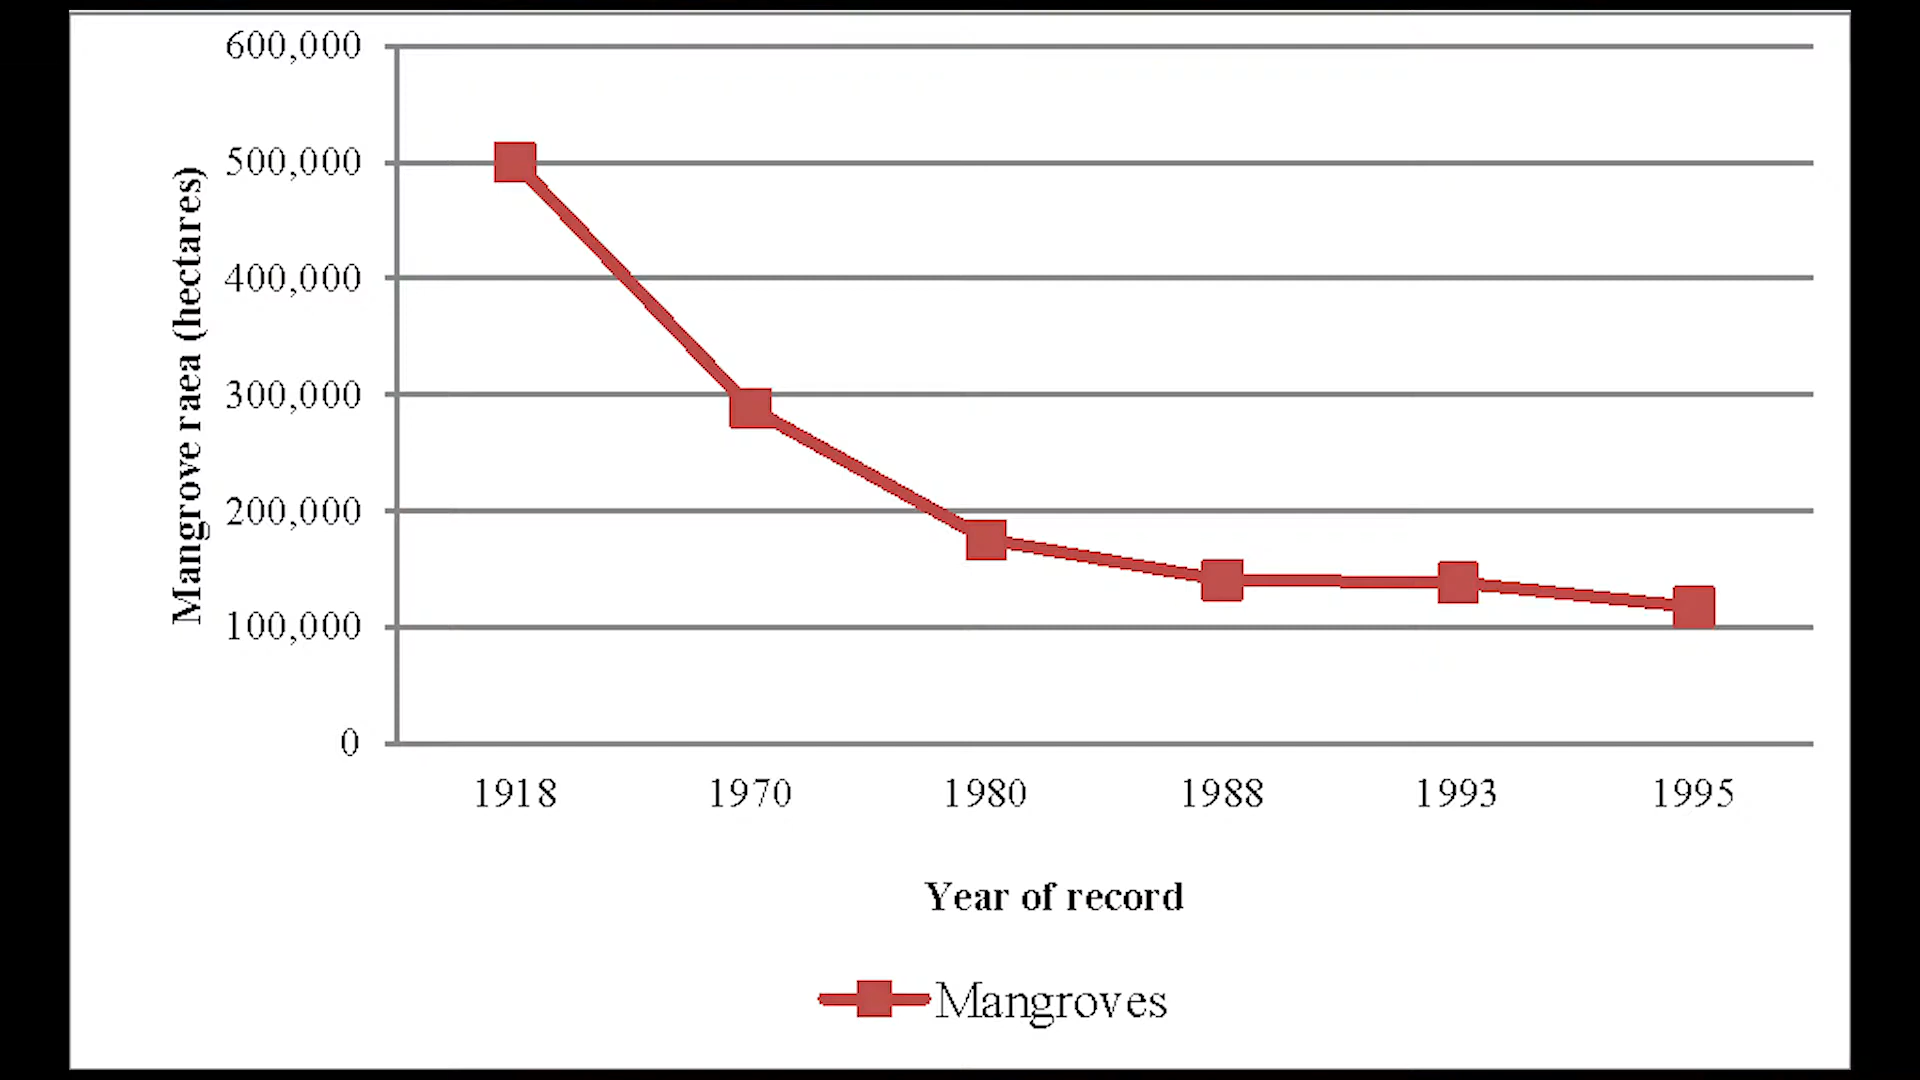 600,000
500,000
400,000
300,000
200,000
100,000
0
Mangrove raea (hectares)
1918 1970 1980 1988 1993 1995
Year of record
Mangroves